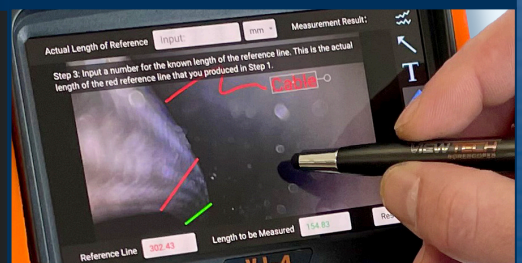 Actual Length of Reference Input: mm Measurement Result:
Step 3: Input a number for the known length of the reference line. This is the actual
length of the red reference line that you produced in Step 1.
Cable
T
VIEWTECH
BORESCOPES
Reference Line 302.43 Length to be Measured 154.83